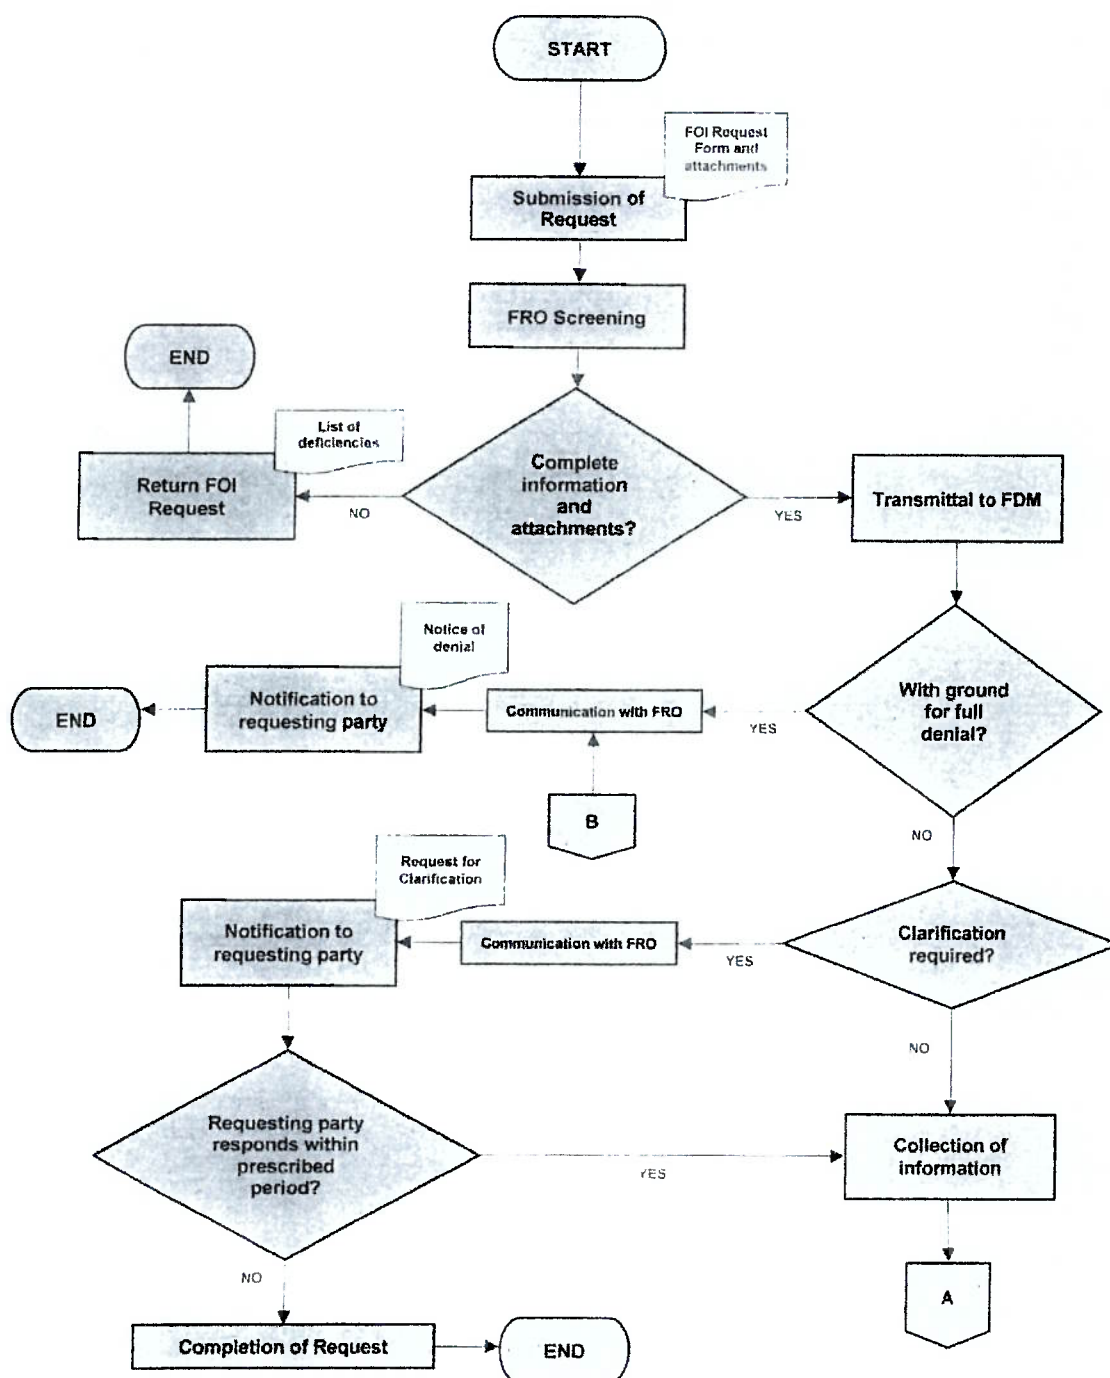 START
FOI Request
Form and
attachments
Submission of
Request
FRO Screening
END
List of
deficiencies
Return FOI
Request
NO
Complete
information
and
attachments?
YES
Transmittal to FDM
Notice of
denial
END
Notification to
requesting party
Communication with FRO
YES
With ground
for full
denial?
B
NO
Request for
Clarification
Notification to
requesting party
Communication with FRO
YES
Clarification
required?
NO
Requesting party
responds within
prescribed
period?
YES
Collection of
information
NO
A
Completion of Request
END